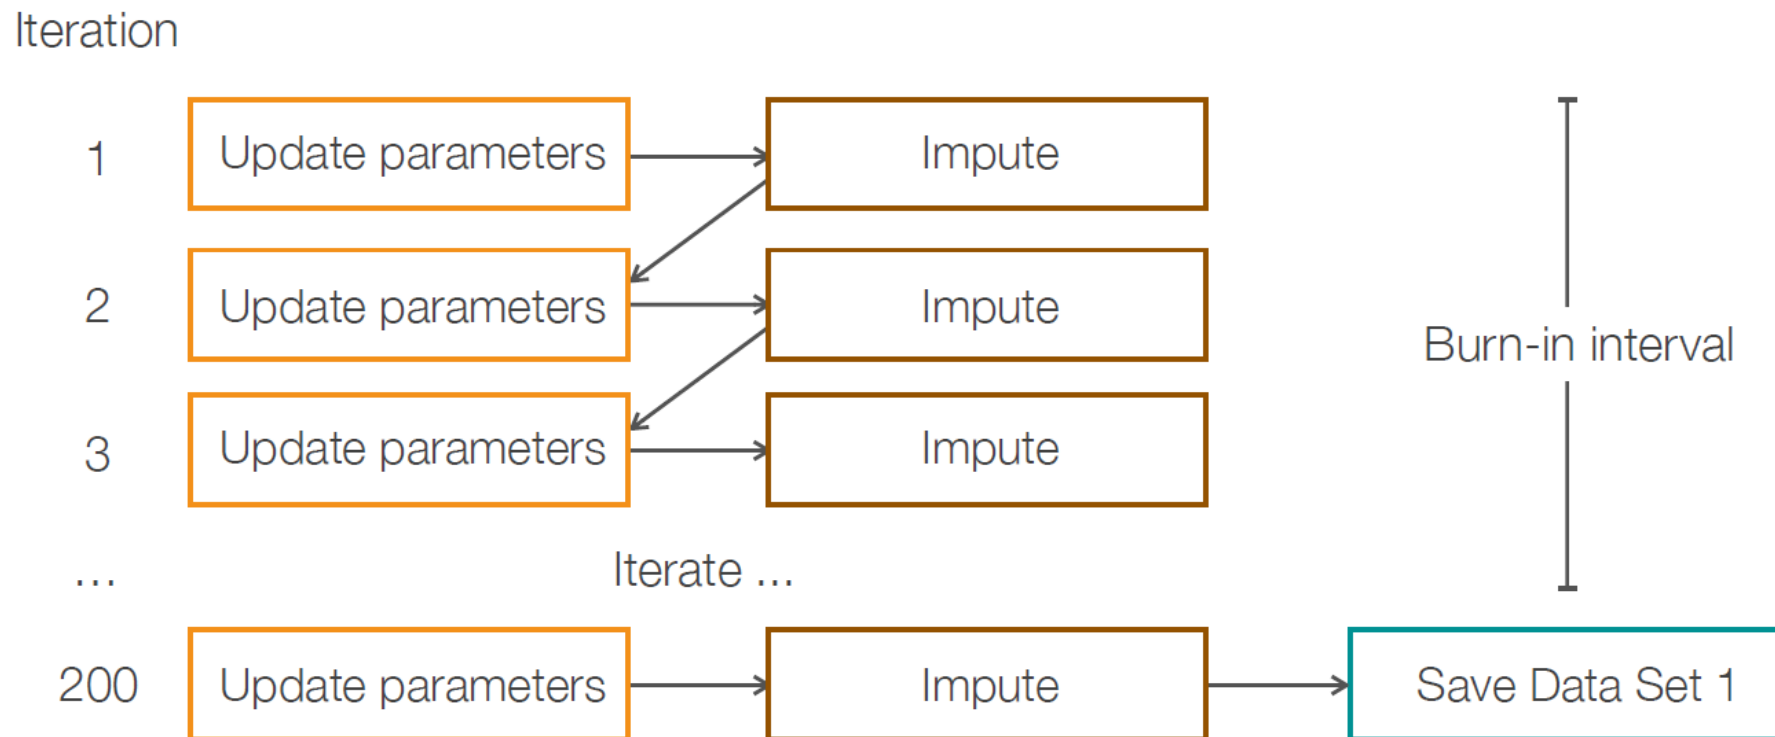 Iteration
1 Update parameters Impute
2 Update parameters Impute
Burn-in interval
3 Update parameters Impute
... Iterate ...
200 Update parameters Impute Save Data Set 1